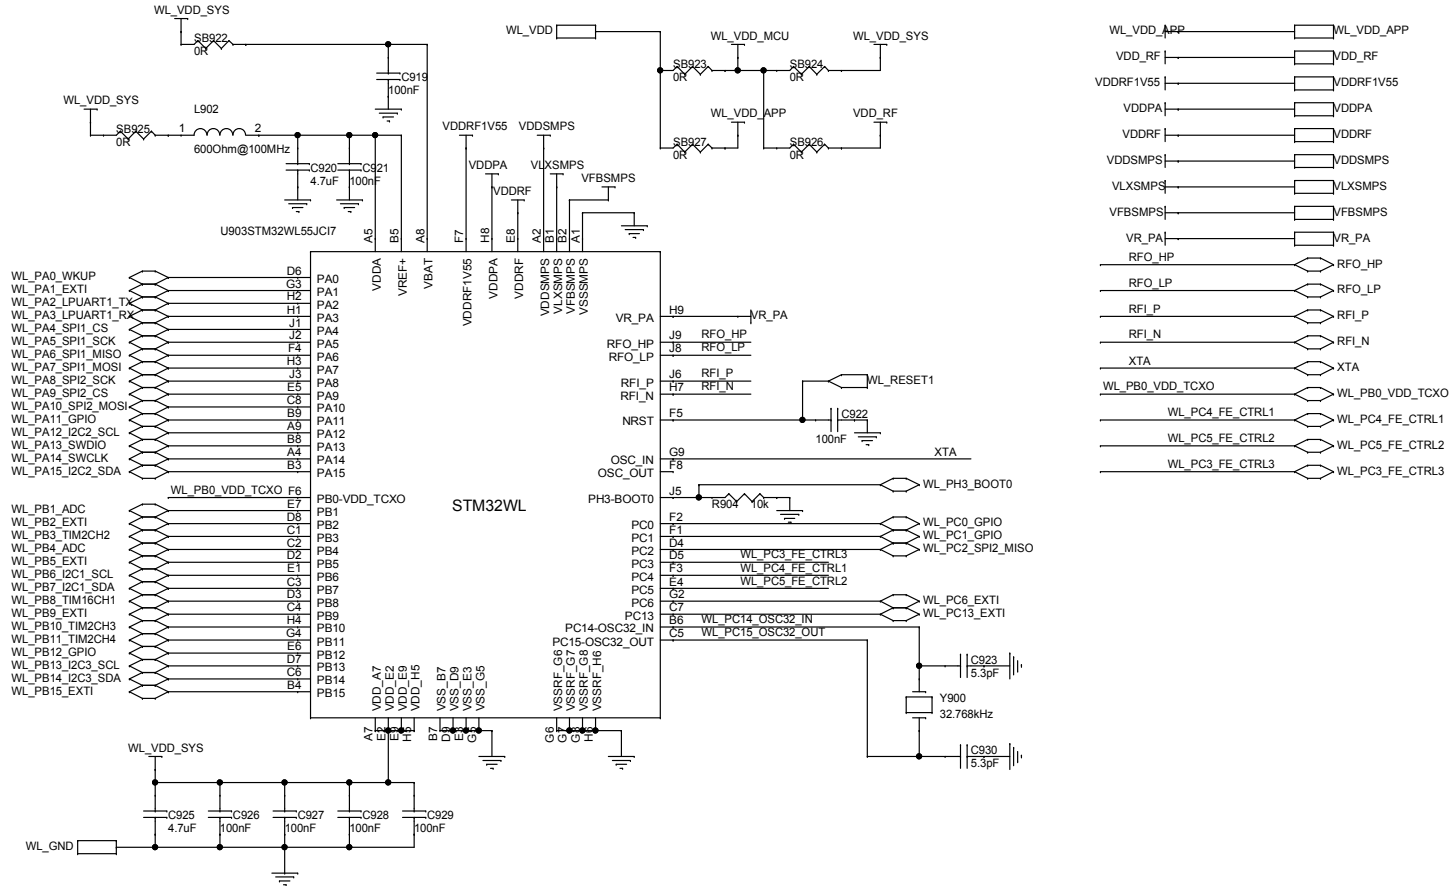 WL_VDD_SYS
SB922
0R
C919
100nF
WL_VDD_SYS
SB925
0R
L902
1
2
600Ohm@100MHz
C920
4.7uF
C921
100nF
WL_VDD
WL_VDD_MCU
WL_VDD_SYS
SB923
0R
SB924
0R
WL_VDD_APP
VDD_RF
SB927
0R
SB926
0R
VDDRF1V55
VDDPA
VDDRF
VDDSMPS
VLXSMPS
VFBSMPS
U903STM32WL55JCI7
A5
B5
A8
F7
H8
E8
A2
B1
B2
A1
VDDA
VREF+
VBAT
VDDRF1V55
VDDPA
VDDRF
VDDSMPS
VLXSMPS
VFBSMPS
VSSSMPS
WL_PA0_WKUP D6 PA0
WL_PA1_EXTI G3 PA1
WL_PA2_LPUART1_TX H2 PA2
WL_PA3_LPUART1_RX H1 PA3
WL_PA4_SPI1_CS J1 PA4
WL_PA5_SPI1_SCK J2 PA5
WL_PA6_SPI1_MISO F4 PA6
WL_PA7_SPI1_MOSI H3 PA7
WL_PA8_SPI2_SCK J3 PA8
WL_PA9_SPI2_CS E5 PA9
WL_PA10_SPI2_MOSI C8 PA10
WL_PA11_GPIO B9 PA11
WL_PA12_I2C2_SCL A9 PA12
WL_PA13_SWDIO B8 PA13
WL_PA14_SWCLK A4 PA14
WL_PA15_I2C2_SDA B3 PA15
WL_PB0_VDD_TCXO F6 PB0-VDD_TCXO
WL_PB1_ADC E7 PB1
WL_PB2_EXTI D8 PB2
WL_PB3_TIM2CH2 C1 PB3
WL_PB4_ADC C2 PB4
WL_PB5_EXTI D2 PB5
WL_PB6_I2C1_SCL E1 PB6
WL_PB7_I2C1_SDA C3 PB7
WL_PB8_TIM16CH1 D3 PB8
WL_PB9_EXTI C4 PB9
WL_PB10_TIM2CH3 H4 PB10
WL_PB11_TIM2CH4 G4 PB11
WL_PB12_GPIO E6 PB12
WL_PB13_I2C3_SCL D7 PB13
WL_PB14_I2C3_SDA C6 PB14
WL_PB15_EXTI B4 PB15
STM32WL
VR_PA H9 VR_PA
RFO_HP J9 RFO_HP
RFO_LP J8 RFO_LP
RFI_P J6 RFI_P
RFI_N H7 RFI_N
NRST F5
WL_RESET1
C922
100nF
OSC_IN G9 XTA
OSC_OUT F8
PH3-BOOT0 J5 WL_PH3_BOOT0
R904 10k
PC0 F2 WL_PC0_GPIO
PC1 F1 WL_PC1_GPIO
PC2 D4 WL_PC2_SPI2_MISO
PC3 D5 WL_PC3_FE_CTRL3
PC4 F3 WL_PC4_FE_CTRL1
PC5 E4 WL_PC5_FE_CTRL2
PC6 G2 WL_PC6_EXTI
PC13 C7 WL_PC13_EXTI
PC14-OSC32_IN B6 WL_PC14_OSC32_IN
PC15-OSC32_OUT C5 WL_PC15_OSC32_OUT
C923
5.3pF
Y900
32.768kHz
C930
5.3pF
VDD_A7
VDD_E2
VDD_E9
VDD_H5
VSS_B7
VSS_D9
VSS_E3
VSS_G5
VSSRF_G6
VSSRF_G7
VSSRF_G8
VSSRF_H6
A7
E2
E9
H5
B7
D9
E3
G5
G6
G7
G8
H6
WL_VDD_SYS
C925
4.7uF
C926
100nF
C927
100nF
C928
100nF
C929
100nF
WL_GND
WL_VDD_APP WL_VDD_APP
VDD_RF VDD_RF
VDDRF1V55 VDDRF1V55
VDDPA VDDPA
VDDRF VDDRF
VDDSMPS VDDSMPS
VLXSMPS VLXSMPS
VFBSMPS VFBSMPS
VR_PA VR_PA
RFO_HP RFO_HP
RFO_LP RFO_LP
RFI_P RFI_P
RFI_N RFI_N
XTA XTA
WL_PB0_VDD_TCXO WL_PB0_VDD_TCXO
WL_PC4_FE_CTRL1 WL_PC4_FE_CTRL1
WL_PC5_FE_CTRL2 WL_PC5_FE_CTRL2
WL_PC3_FE_CTRL3 WL_PC3_FE_CTRL3